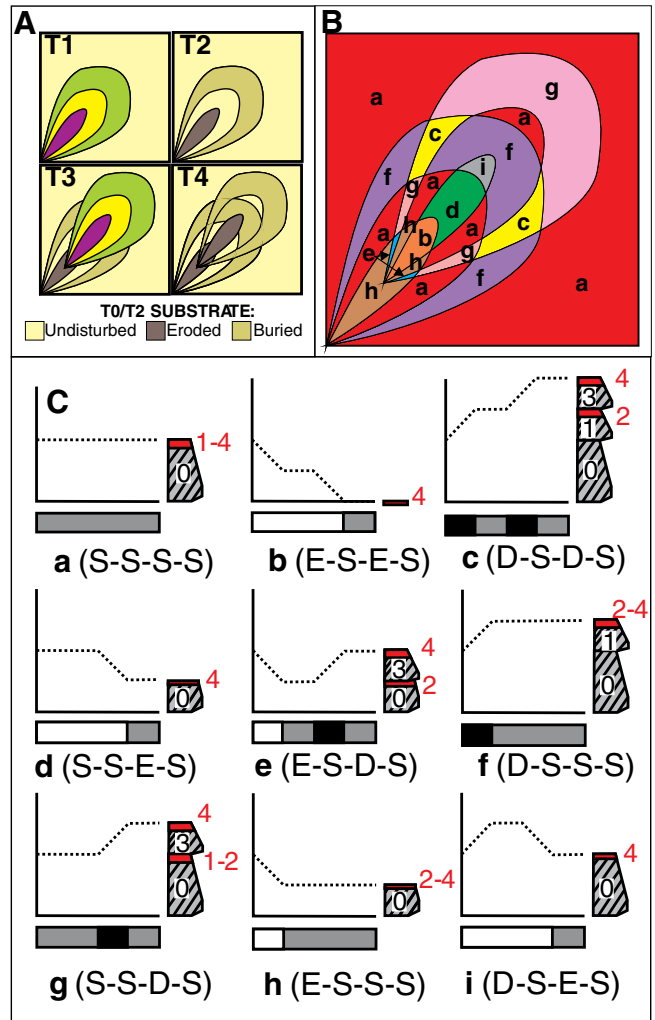 A
T1
T2
T3
T4
T0/T2 SUBSTRATE:
Undisturbed
Eroded
Buried
B
a
g
a
c
f
f
i
g
a
d
a
h
b
a
e
h
g
c
h
a
f
a
C
0
1-4
a (S-S-S-S)
4
b (E-S-E-S)
3
4
1
2
0
c (D-S-D-S)
0
4
d (S-S-E-S)
3
4
0
2
e (E-S-D-S)
1
2-4
0
f (D-S-S-S)
3
4
0
1-2
g (S-S-D-S)
0
2-4
h (E-S-S-S)
0
4
i (D-S-E-S)